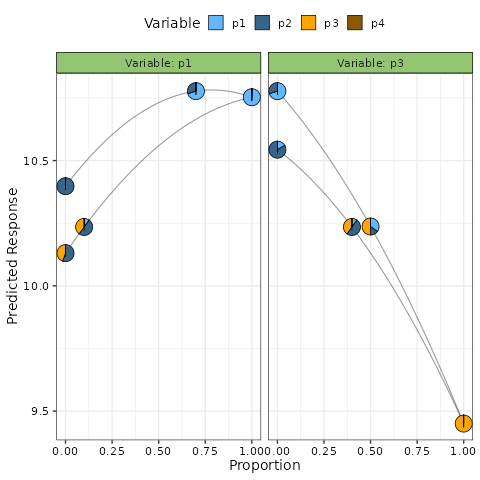 Variable p1 p2 p3 p4
Variable: p1 Variable: p3
Predicted Response
10.5
10.0
9.5
0.00 0.25 0.50 0.75 1.00 0.00 0.25 0.50 0.75 1.00
Proportion